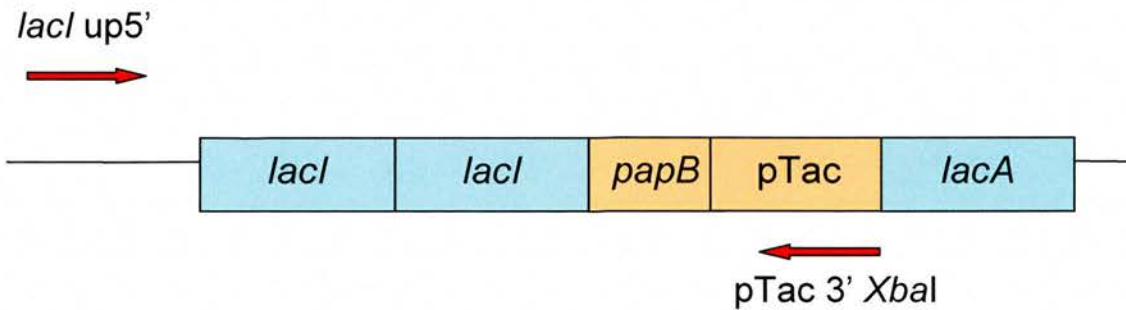 lacI up5’
lacI lacI papB pTac lacA
pTac 3’ XbaI